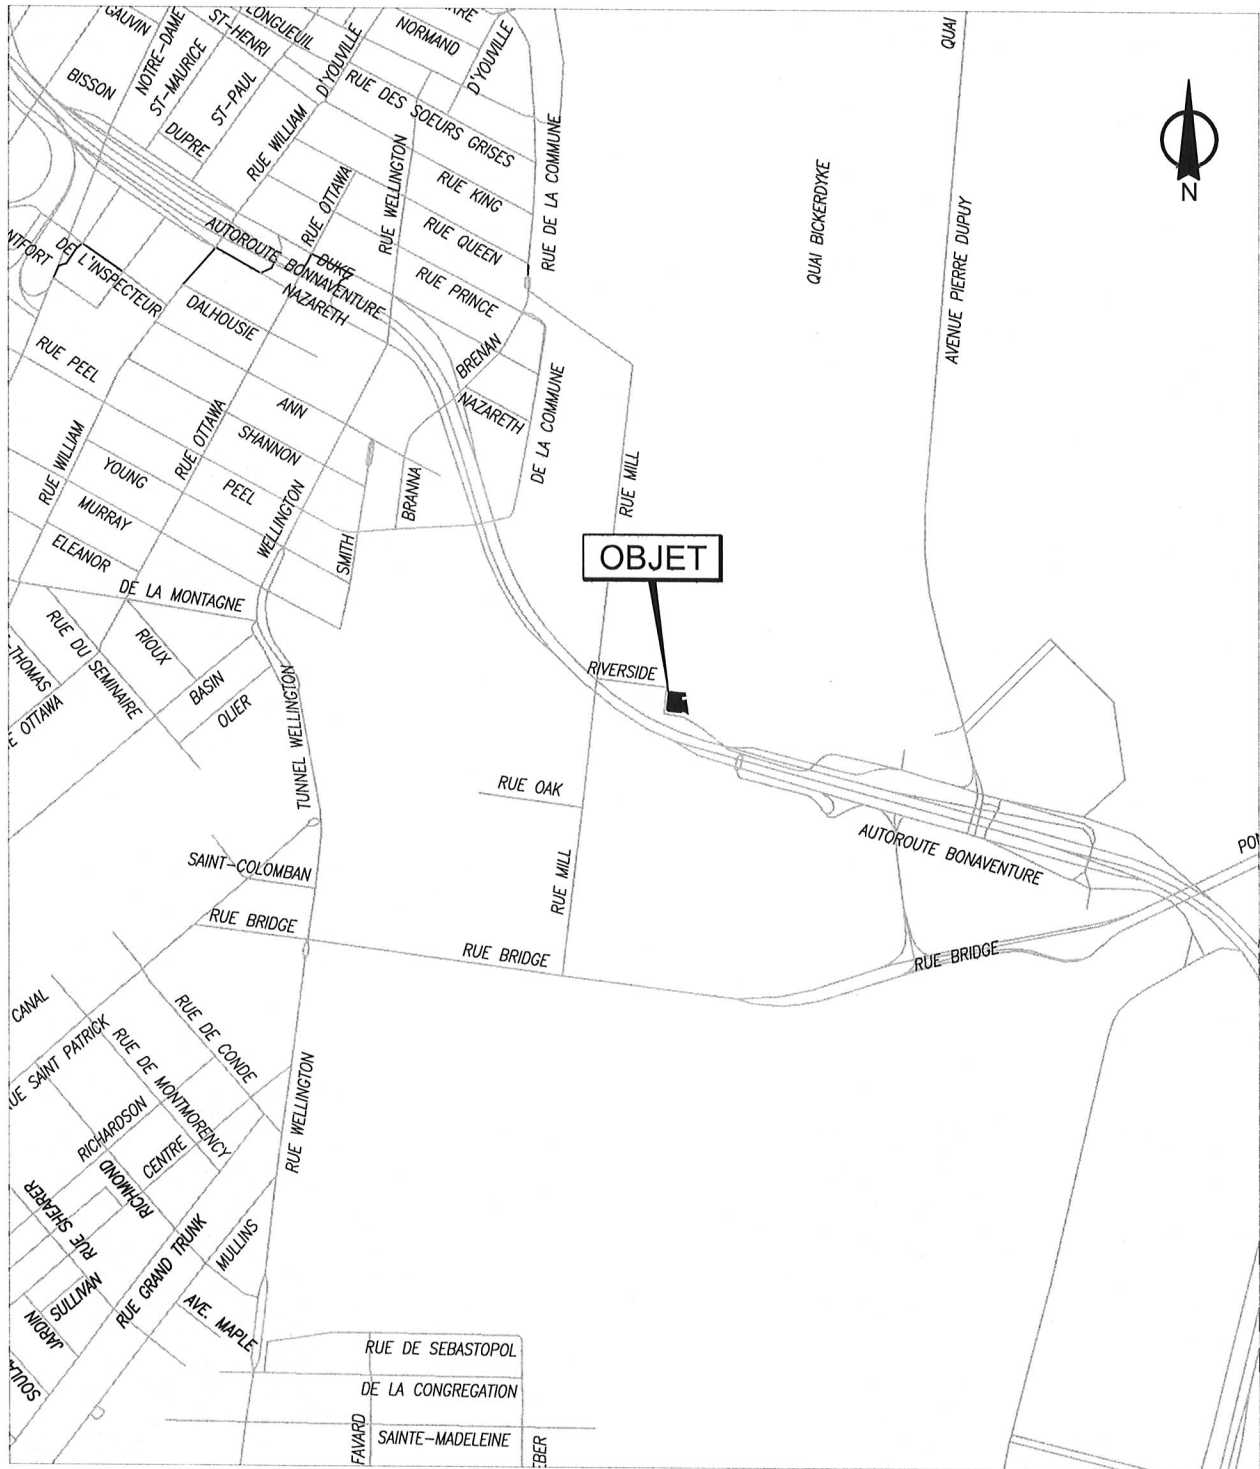 GAUVIN
NOTRE-DAME
ST-HENRI
LONGUEUIL
NORMAND
D'YOUVILLE
D'YOUVILLE
QUAI
BISSON
ST-MAURICE
ST-PAUL
DUPRE
RUE WILLIAM
RUE DES SOEURS GRISES
RUE WELLINGTON
RUE KING
RUE DE LA COMMUNE
RUE OTTAWA
RUE QUEEN
QUAI BICKERDYKE
AVENUE PIERRE DUPUY
N
AUTOROUTE BONNAVENTURE
DUKE
NAZARETH
RUE PRINCE
DE L'INSPECTEUR
DALHOUSIE
RUE PEEL
BRENAN
NAZARETH
DE LA COMMUNE
ANN
SHANNON
RUE OTTAWA
RUE WILLIAM
YOUNG
PEEL
MURRAY
WELLINGTON
BRANNA
RUE MILL
ELEANOR
SMITH
OBJET
DE LA MONTAGNE
RUE DU SEMINAIRE
RIOUX
BASIN
OLIER
-THOMAS
E OTTAWA
RIVERSIDE
TUNNEL WELLINGTON
RUE OAK
AUTOROUTE BONAVENTURE
SAINT-COLOMBAN
RUE MILL
RUE BRIDGE
RUE BRIDGE
RUE BRIDGE
CANAL
RUE DE CONDE
UE SAINT PATRICK
RUE DE MONTMORENCY
RUE WELLINGTON
RICHARDSON
CENTRE
RICHMOND
RUE SHEARER
RUE GRAND TRUNK
MULLINS
SULLIVAN
JARDIN
AVE. MAPLE
RUE DE SEBASTOPOL
DE LA CONGREGATION
FAVARD
SAINTE-MADELEINE
EBER